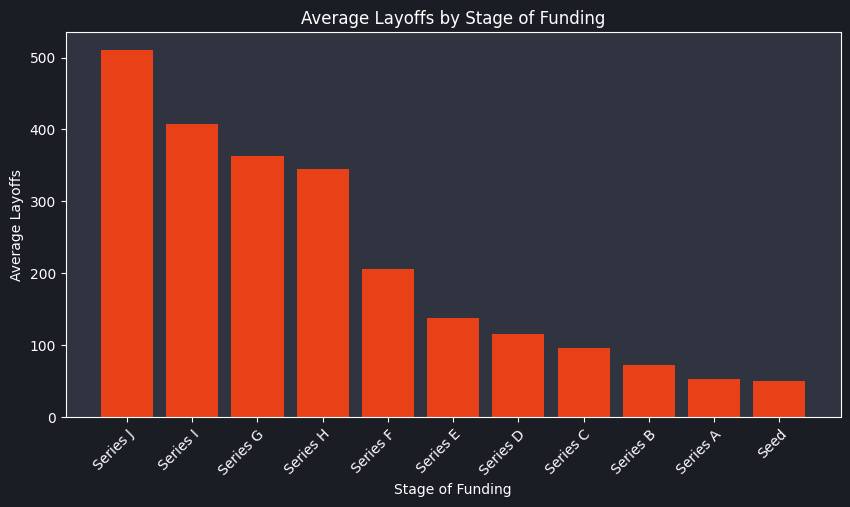 Average Layoffs by Stage of Funding
Average Layoffs
500
400
300
200
100
0
Series J
Series I
Series G
Series H
Series F
Series E
Series D
Series C
Series B
Series A
Seed
Stage of Funding